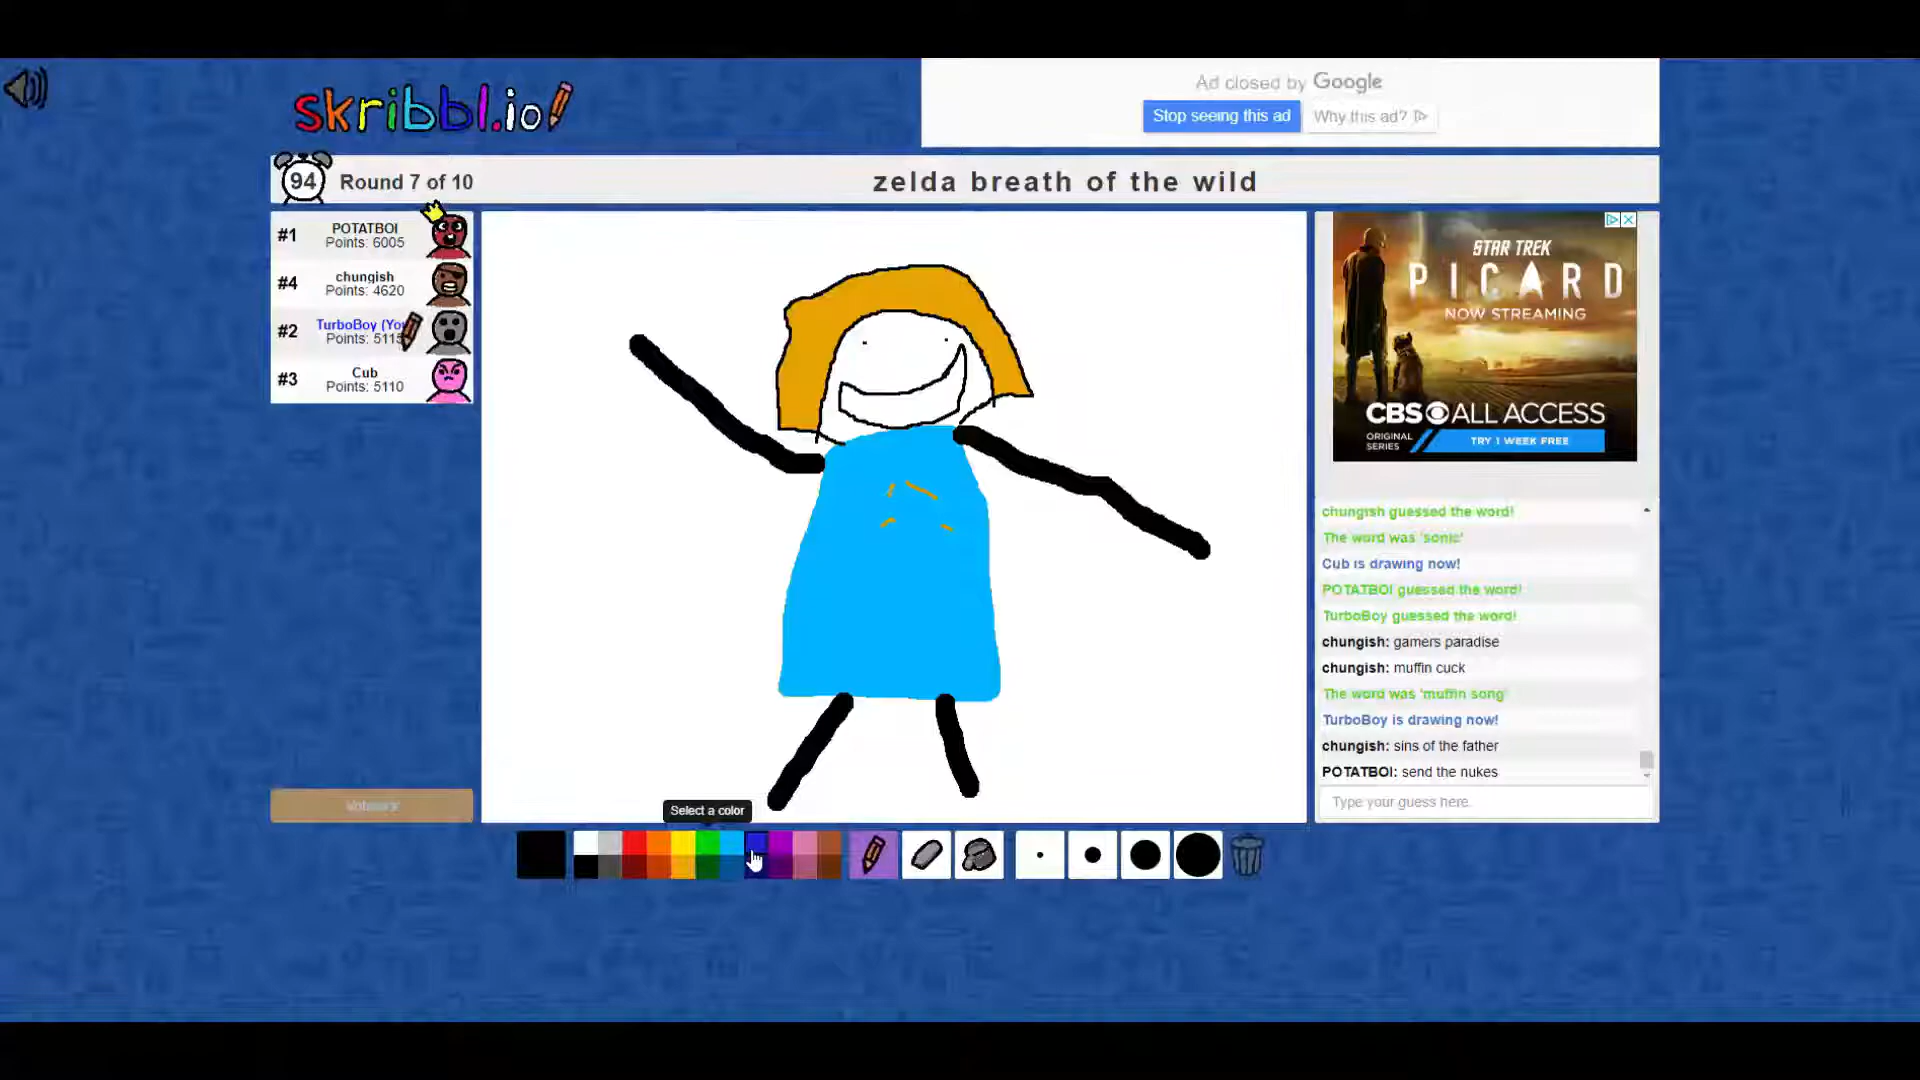 skribbl.io
Ad closed by Google
Stop seeing this ad
Why this ad?
94
Round 7 of 10
zelda breath of the wild
#1
POTATBOI
Points: 6005
#4
chungish
Points: 4620
#2
TurboBoy (You
Points: 5115
#3
Cub
Points: 5110
STAR TREK
PICARD
NOW STREAMING
CBS ALL ACCESS
ORIGINAL
SERIES
TRY 1 WEEK FREE
chungish guessed the word!
The word was 'sonic'
Cub is drawing now!
POTATBOI guessed the word!
TurboBoy guessed the word!
chungish: gamers paradise
chungish: muffin cuck
The word was 'muffin song'
TurboBoy is drawing now!
chungish: sins of the father
POTATBOI: send the nukes
Type your guess here.
Votekick
Select a color